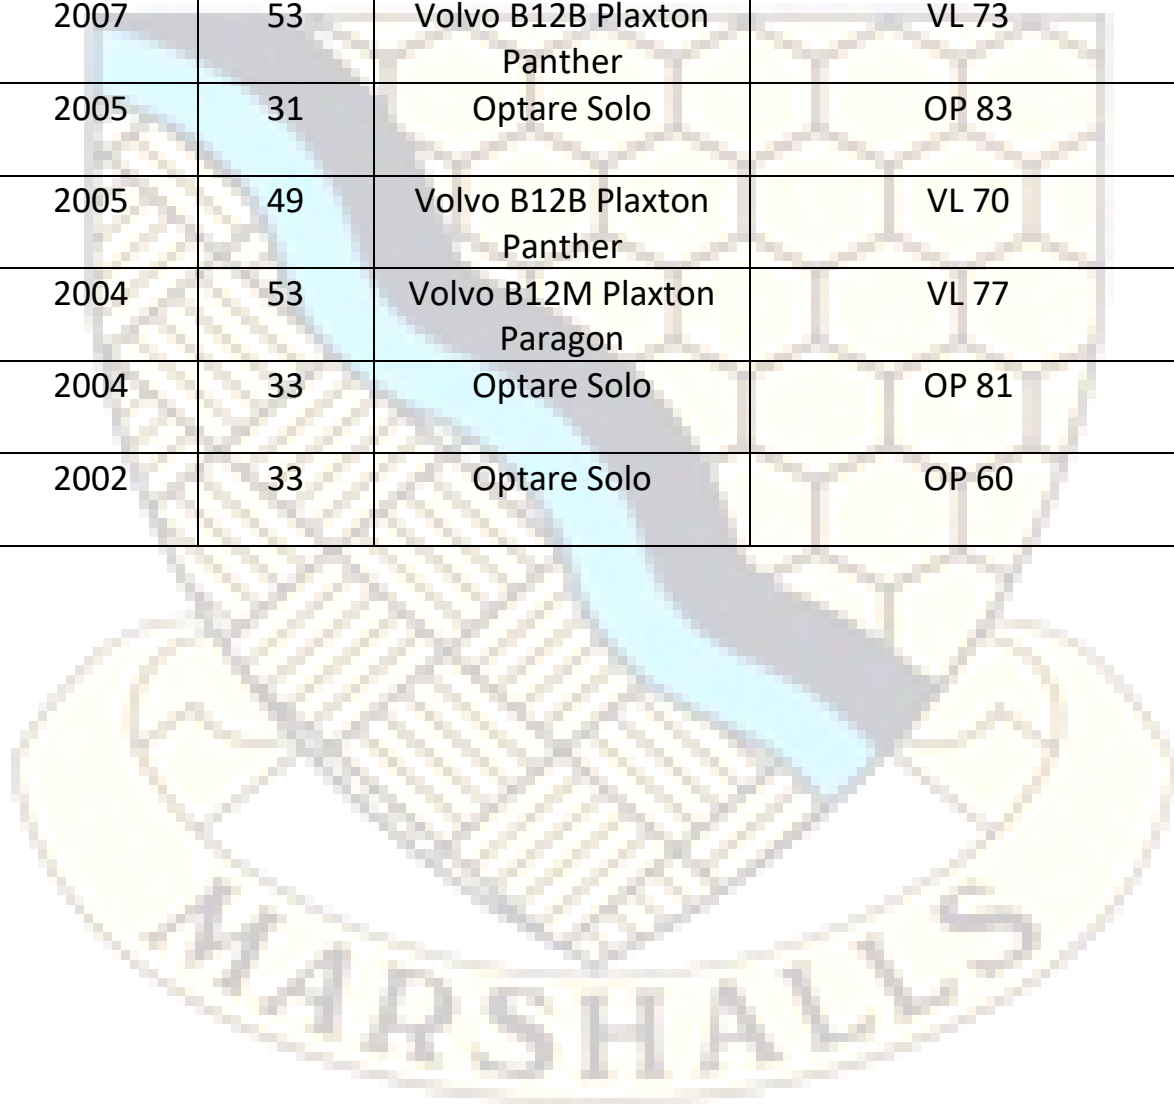 2007 53 Volvo B12B Plaxton VL 73
Panther
2005 31 Optare Solo OP 83
2005 49 Volvo B12B Plaxton VL 70
Panther
2004 53 Volvo B12M Plaxton VL 77
Paragon
2004 33 Optare Solo OP 81
2002 33 Optare Solo OP 60
MARSHALLS